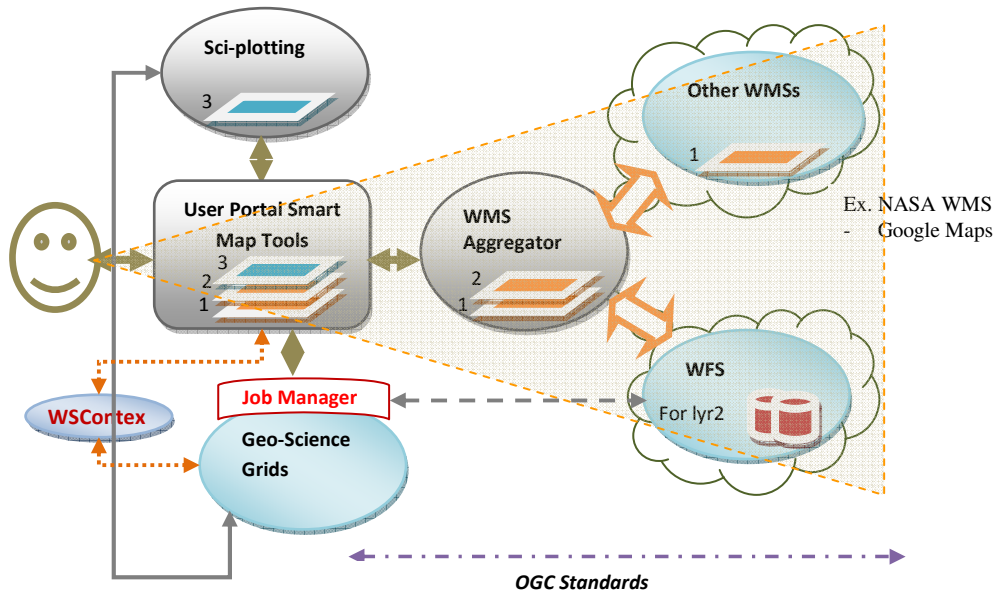 Sci-plotting
3
Other WMSs
1
Ex. NASA WMS
- Google Maps
User Portal Smart
Map Tools
3
2
1
WMS
Aggregator
2
1
WFS
For lyr2
Job Manager
WSContex
Geo-Science
Grids
OGC Standards